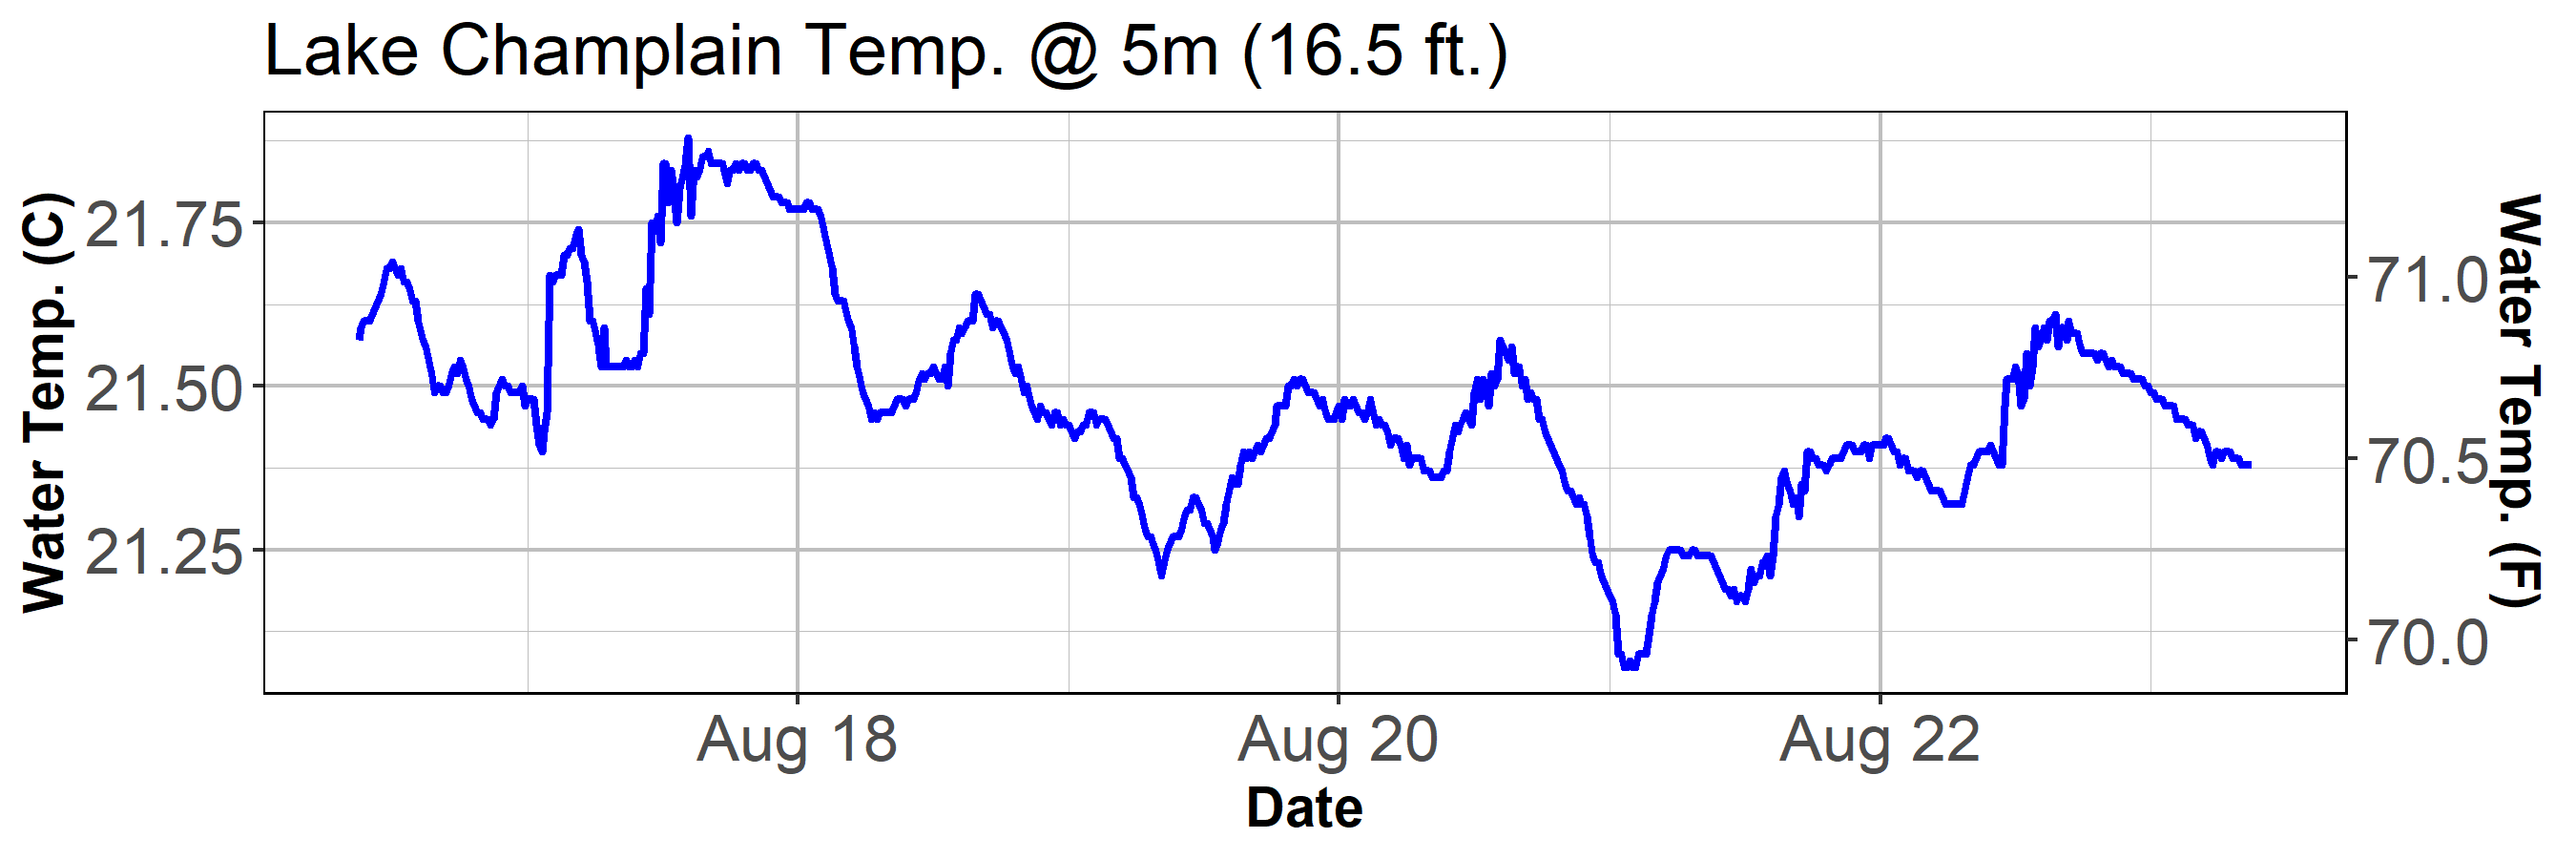 Lake Champlain Temp. @ 5m (16.5 ft.)
Water Temp. (C)
21.75
21.50
21.25
71.0
70.5
70.0
Water Temp. (F)
Aug 18 Aug 20 Aug 22
Date